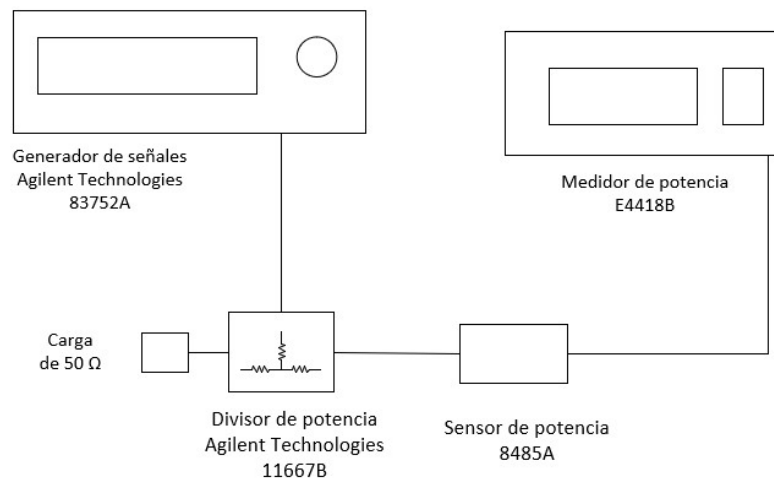 Generador de señales
Agilent Technologies
83752A
Medidor de potencia
E4418B
Carga
de 50 Ω
Divisor de potencia
Agilent Technologies
11667B
Sensor de potencia
8485A